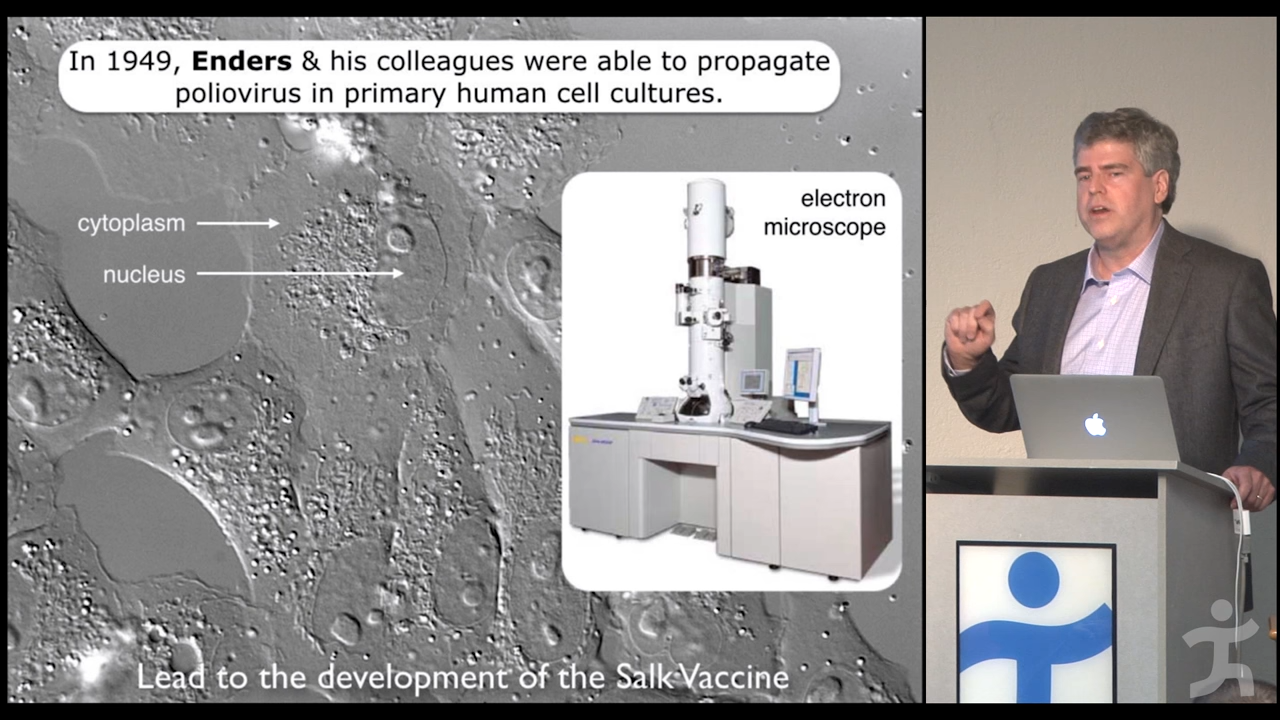 In 1949, Enders & his colleagues were able to propagate
poliovirus in primary human cell cultures.
electron
microscope
cytoplasm
nucleus
Lead to the development of the Salk Vaccine